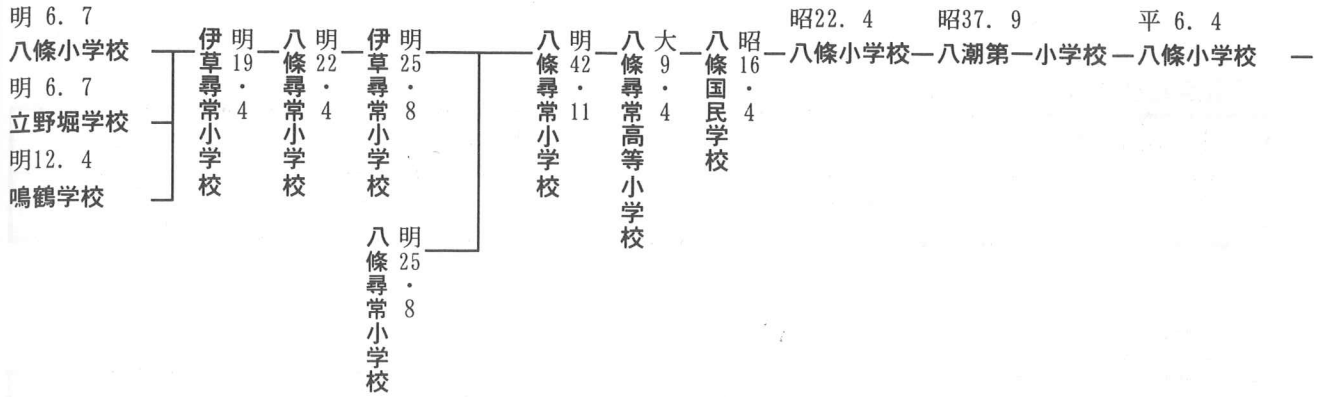 明 6. 7
八條小学校
明 6. 7
立野堀学校
明12. 4
鳴鶴学校
明19・4
伊草尋常小学校
明22・4
八條尋常小学校
明25・8
伊草尋常小学校
明25・8
八條尋常小学校
明42・11
八條尋常小学校
大9・4
八條尋常高等小学校
昭16・4
八條国民学校
昭22. 4
八條小学校
昭37. 9
八潮第一小学校
平 6. 4
八條小学校